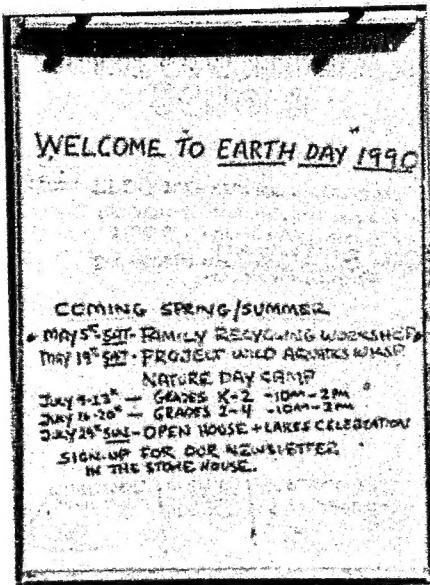 WELCOME TO EARTH DAY 1990
COMING SPRING/SUMMER
• MAY 5th SAT- FAMILY RECYCLING WORKSHOP •
MAY 19th SAT- PROJECT WILD AQUATICS WKSP
NATURE DAY CAMP
JULY 9-13th — GRADES K-2 -10am-2PM
JULY 16-20th — GRADES 2-4 -10am-2PM
JULY 29th SUN- OPEN HOUSE + LAKES CELEBRATION
SIGN-UP FOR OUR NEWSLETTER
IN THE STONE HOUSE.